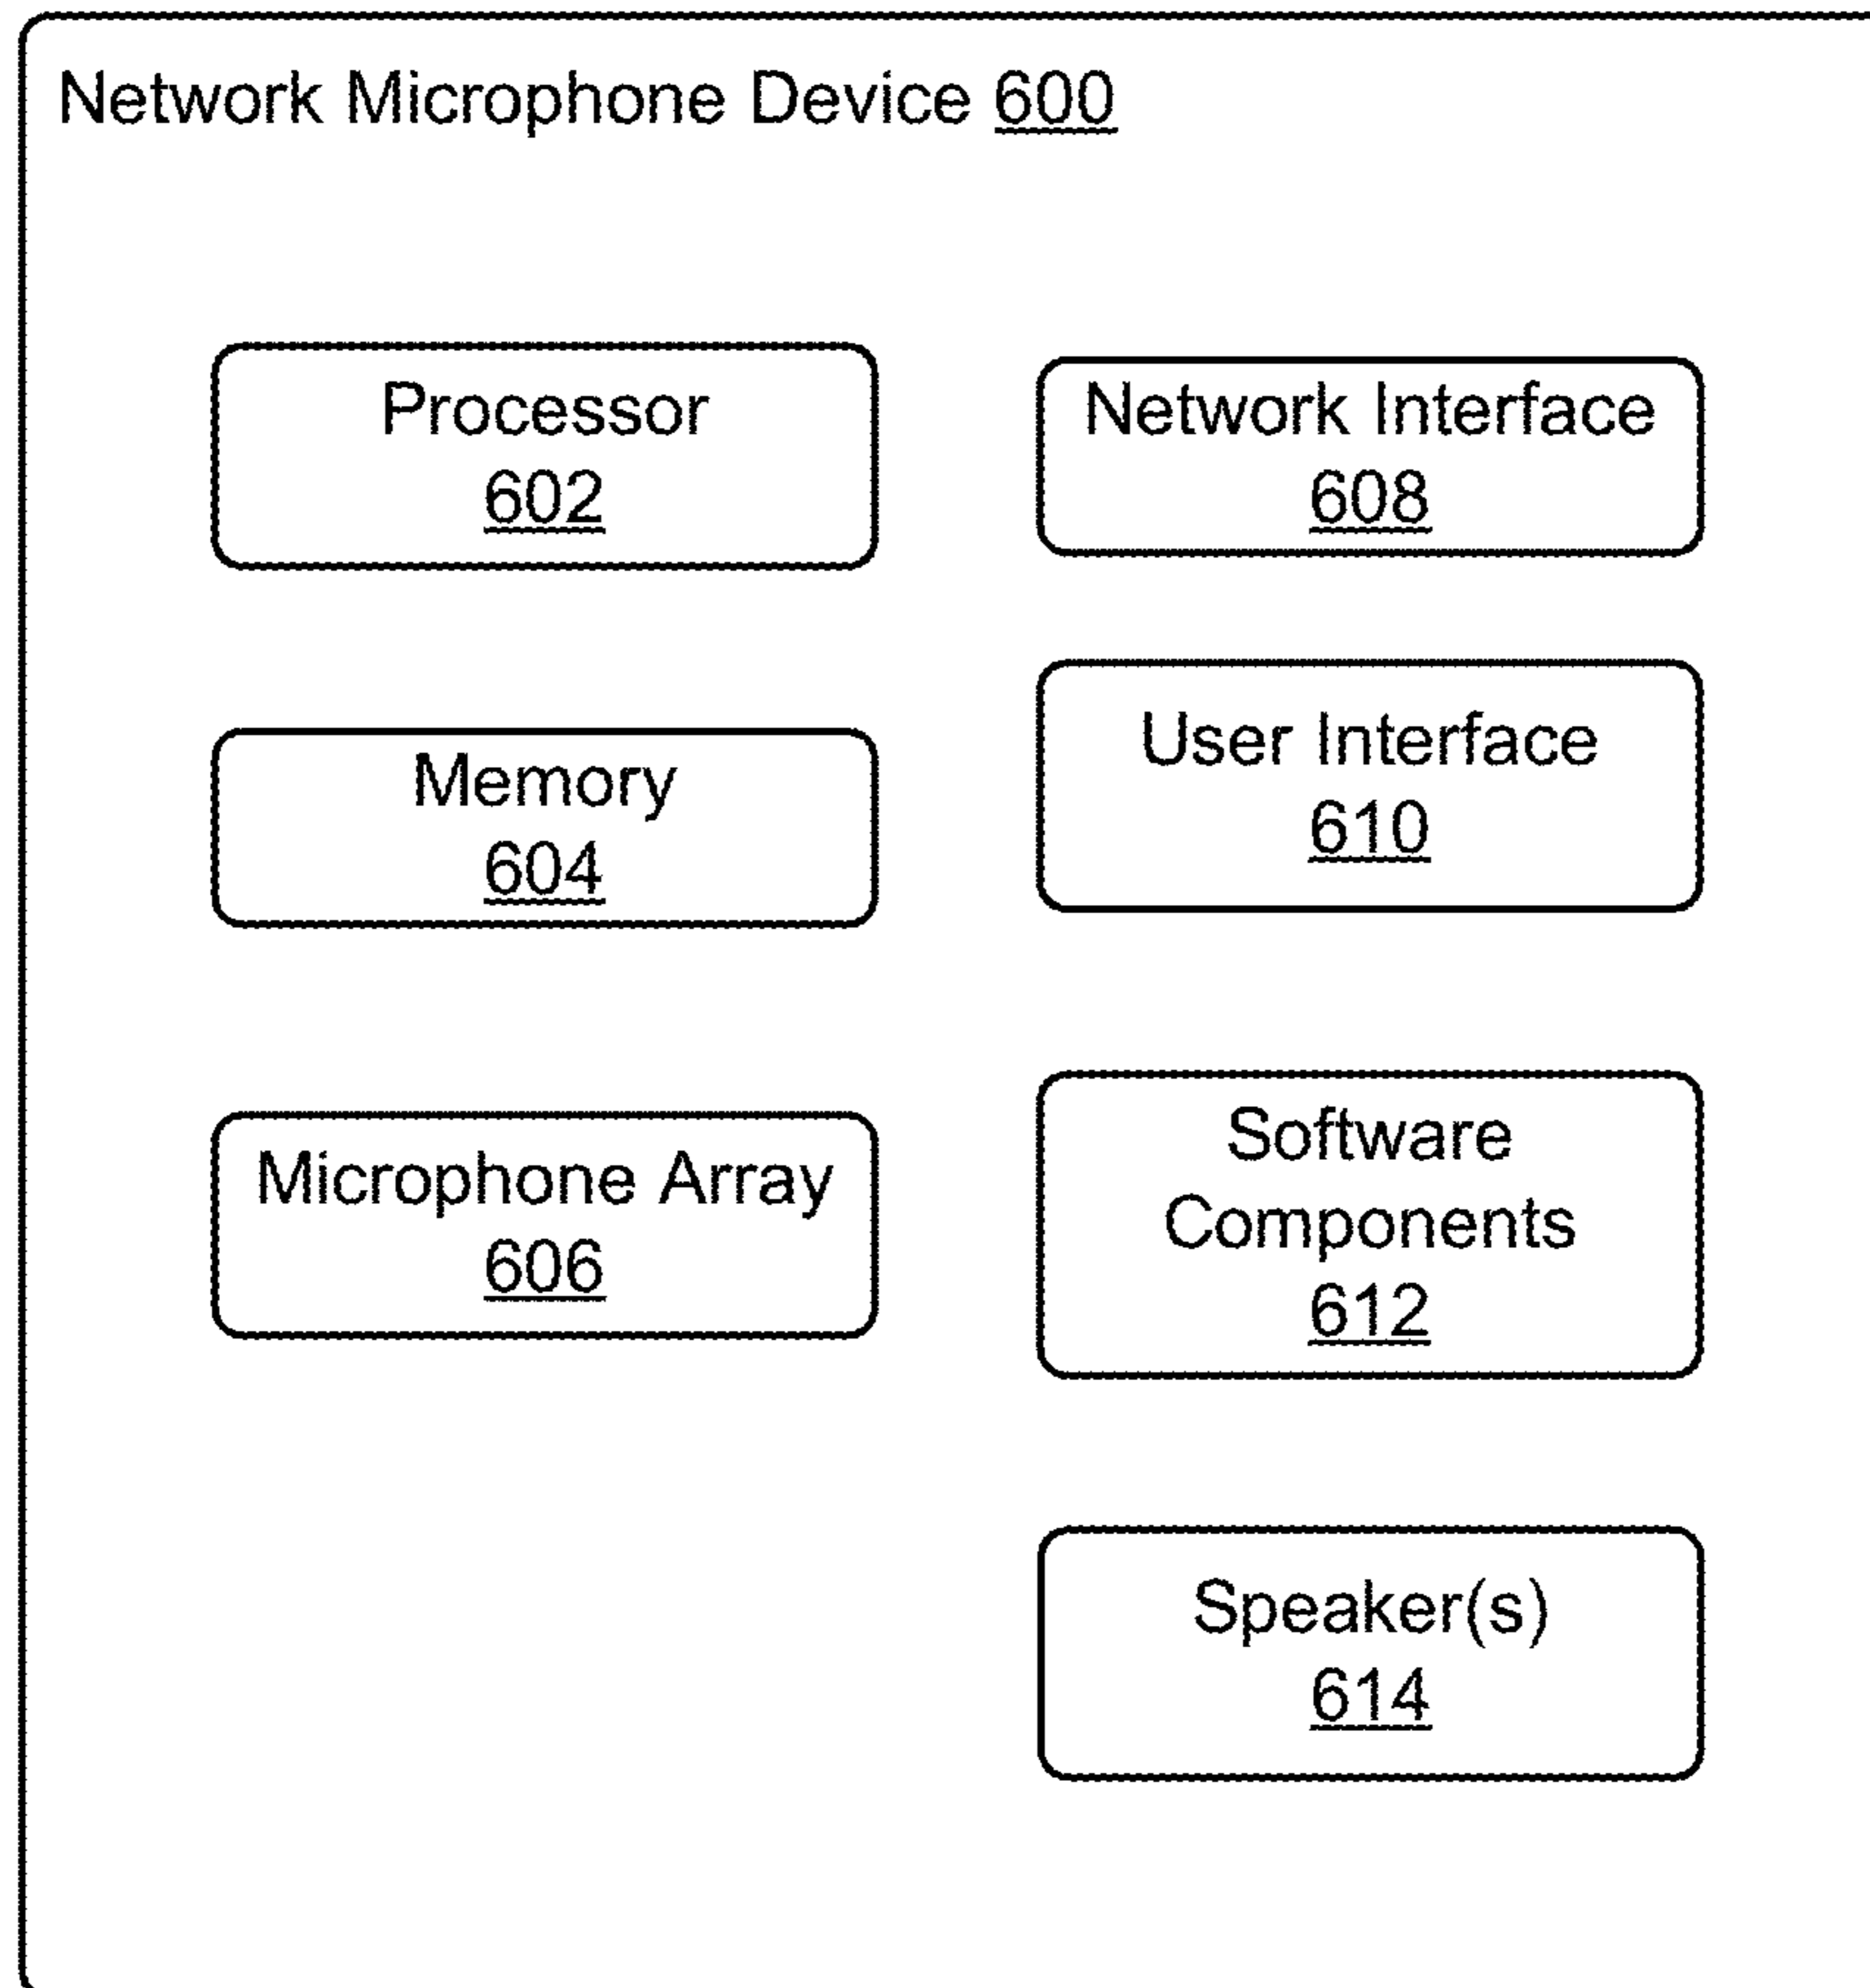 Network Microphone Device 600
Processor
602
Memory
604
Microphone Array
606
Network Interface
608
User Interface
610
Software
Components
612
Speaker(s)
614